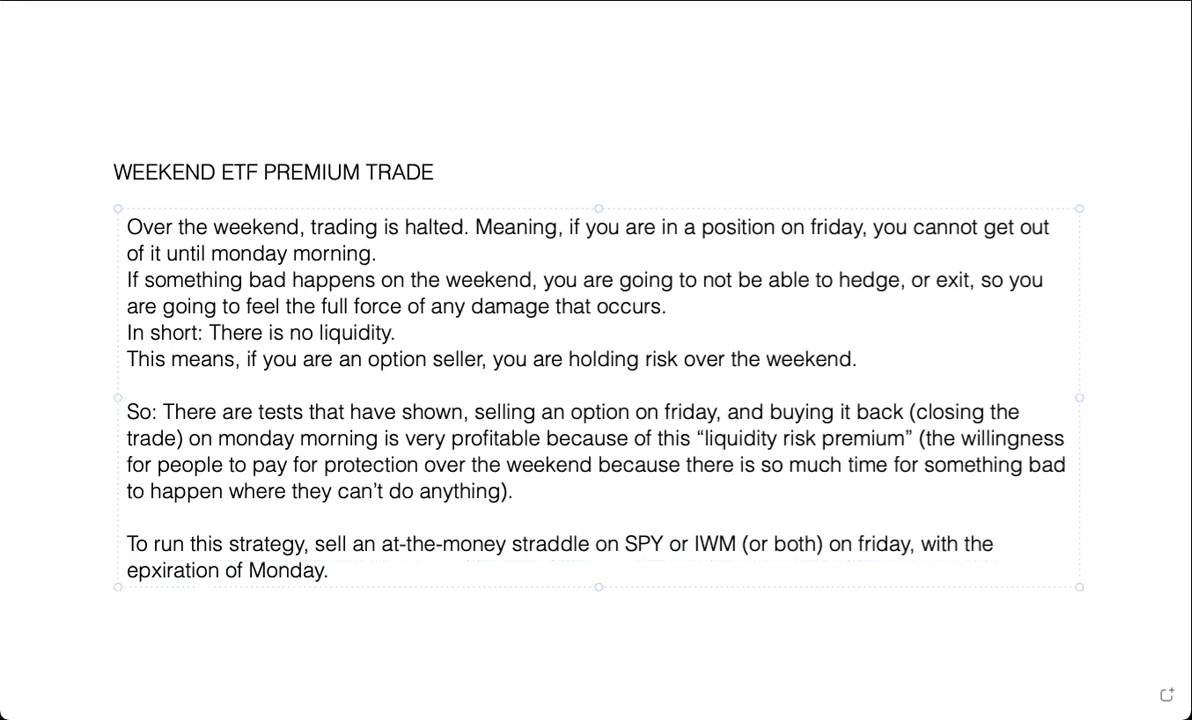 WEEKEND ETF PREMIUM TRADE
Over the weekend, trading is halted. Meaning, if you are in a position on friday, you cannot get out
of it until monday morning.
If something bad happens on the weekend, you are going to not be able to hedge, or exit, so you
are going to feel the full force of any damage that occurs.
In short: There is no liquidity.
This means, if you are an option seller, you are holding risk over the weekend.
So: There are tests that have shown, selling an option on friday, and buying it back (closing the
trade) on monday morning is very profitable because of this “liquidity risk premium” (the willingness
for people to pay for protection over the weekend because there is so much time for something bad
to happen where they can’t do anything).
To run this strategy, sell an at-the-money straddle on SPY or IWM (or both) on friday, with the
epxiration of Monday.